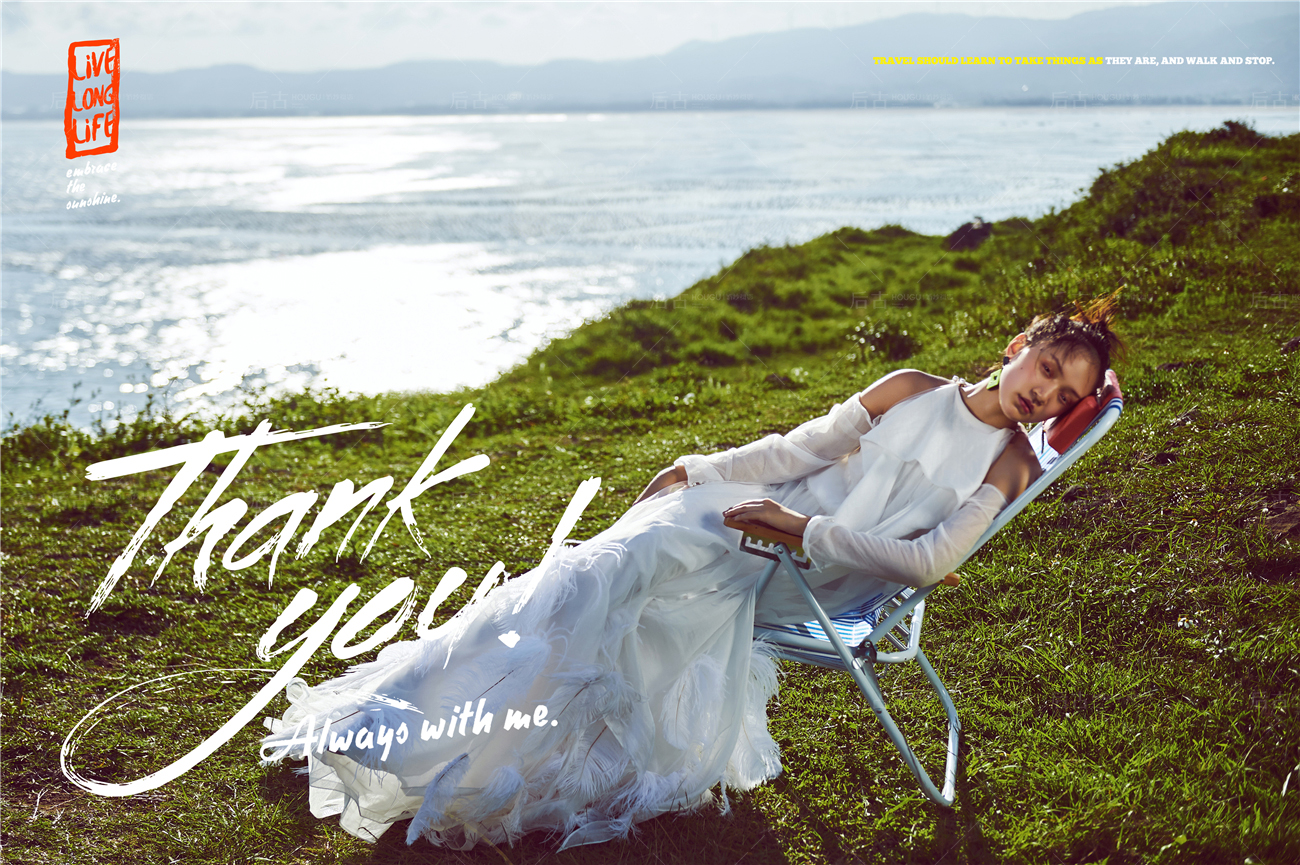 LiVE
LONG
LiFE
embrace
the
sunshine.
TRAVEL SHOULD LEARN TO TAKE THINGS AS THEY ARE, AND WALK AND STOP.
Thank
you!
Always with me.